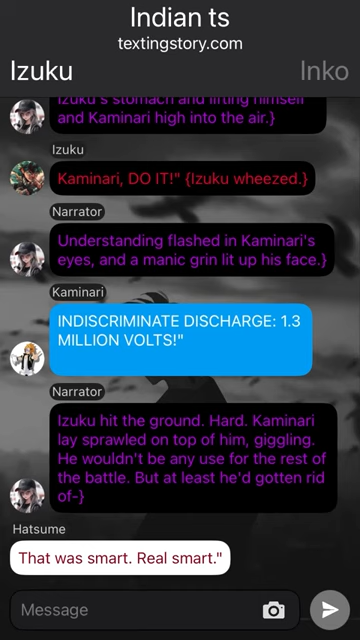 Indian ts
textingstory.com
Izuku
Inko
Izuku's stomach and lifting himself
and Kaminari high into the air.}
Izuku
Kaminari, DO IT!" {Izuku wheezed.}
Narrator
Understanding flashed in Kaminari's
eyes, and a manic grin lit up his face.}
Kaminari
INDISCRIMINATE DISCHARGE: 1.3
MILLION VOLTS!"
Narrator
Izuku hit the ground. Hard. Kaminari
lay sprawled on top of him, giggling.
He wouldn't be any use for the rest of
the battle. But at least he'd gotten rid
of-}
Hatsume
That was smart. Real smart."
Message